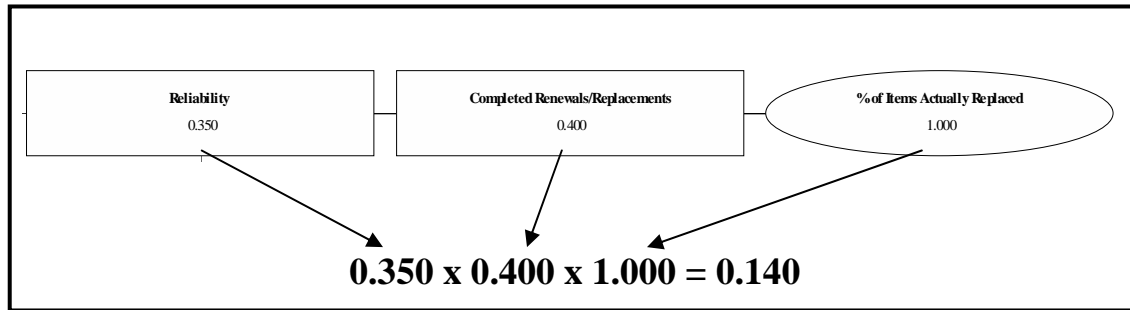 Reliability
0.350
Completed Renewals/Replacements
0.400
% of Items Actually Replaced
1.000
0.350 x 0.400 x 1.000 = 0.140